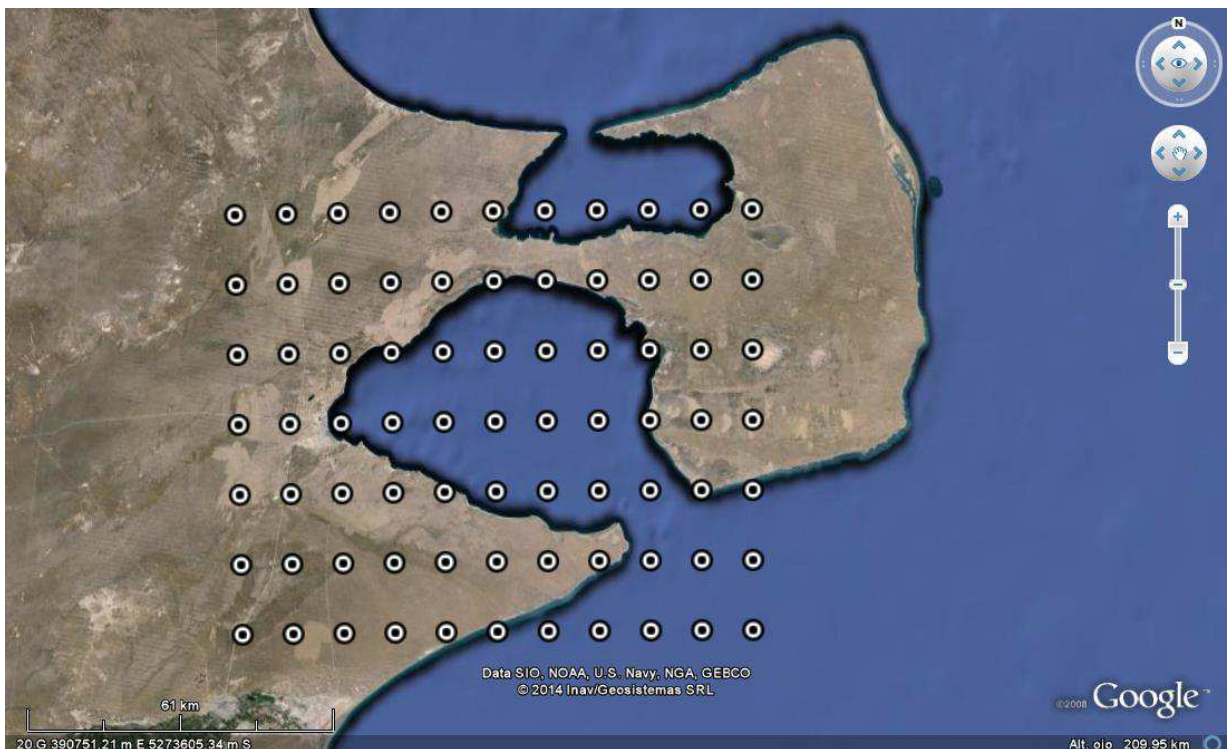 N
Data SIO, NOAA, U.S. Navy, NGA, GEBCO
© 2014 Inav/Geosistemas SRL
61 km
©2008 Google™
20 G 390751.21 m E 5273605.34 m S
Alt. ojo 209.95 km